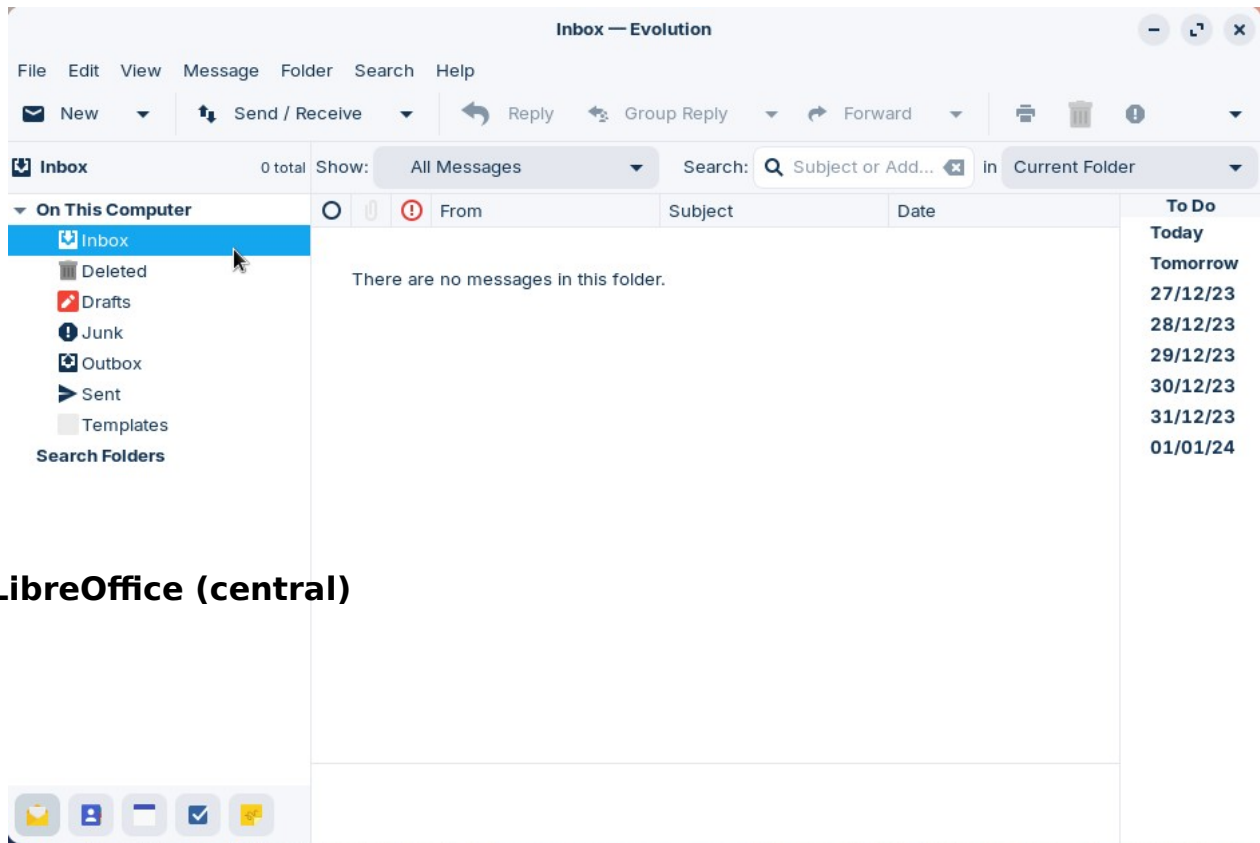 Inbox — Evolution
File Edit View Message Folder Search Help
New Send / Receive Reply Group Reply Forward
Inbox 0 total Show: All Messages Search: Subject or Add... in Current Folder
On This Computer From Subject Date To Do
Inbox Today
Deleted There are no messages in this folder. Tomorrow
Drafts 27/12/23
Junk 28/12/23
Outbox 29/12/23
Sent 30/12/23
Templates 31/12/23
Search Folders 01/01/24
LibreOffice (central)